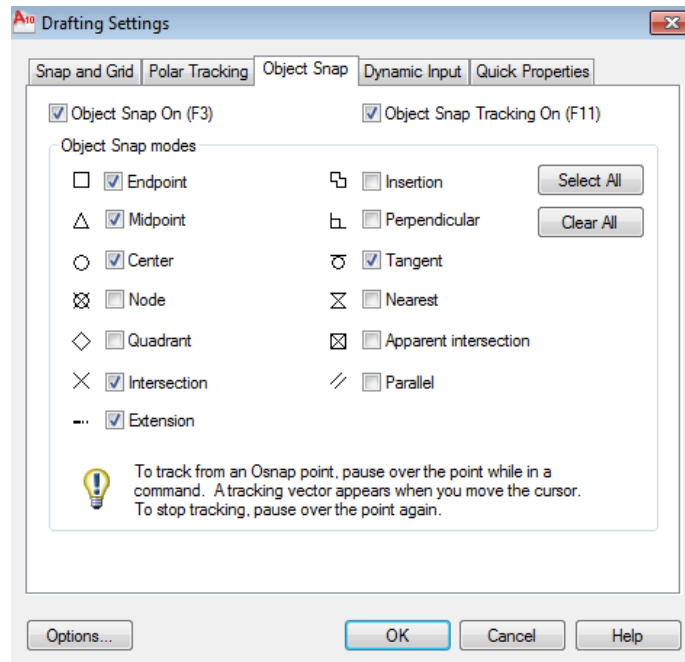 A10 Drafting Settings
Snap and Grid Polar Tracking Object Snap Dynamic Input Quick Properties
Object Snap On (F3) Object Snap Tracking On (F11)
Object Snap modes
Endpoint Insertion Select All
Midpoint Perpendicular Clear All
Center Tangent
Node Nearest
Quadrant Apparent intersection
Intersection Parallel
Extension
To track from an Osnap point, pause over the point while in a
command. A tracking vector appears when you move the cursor.
To stop tracking, pause over the point again.
Options... OK Cancel Help